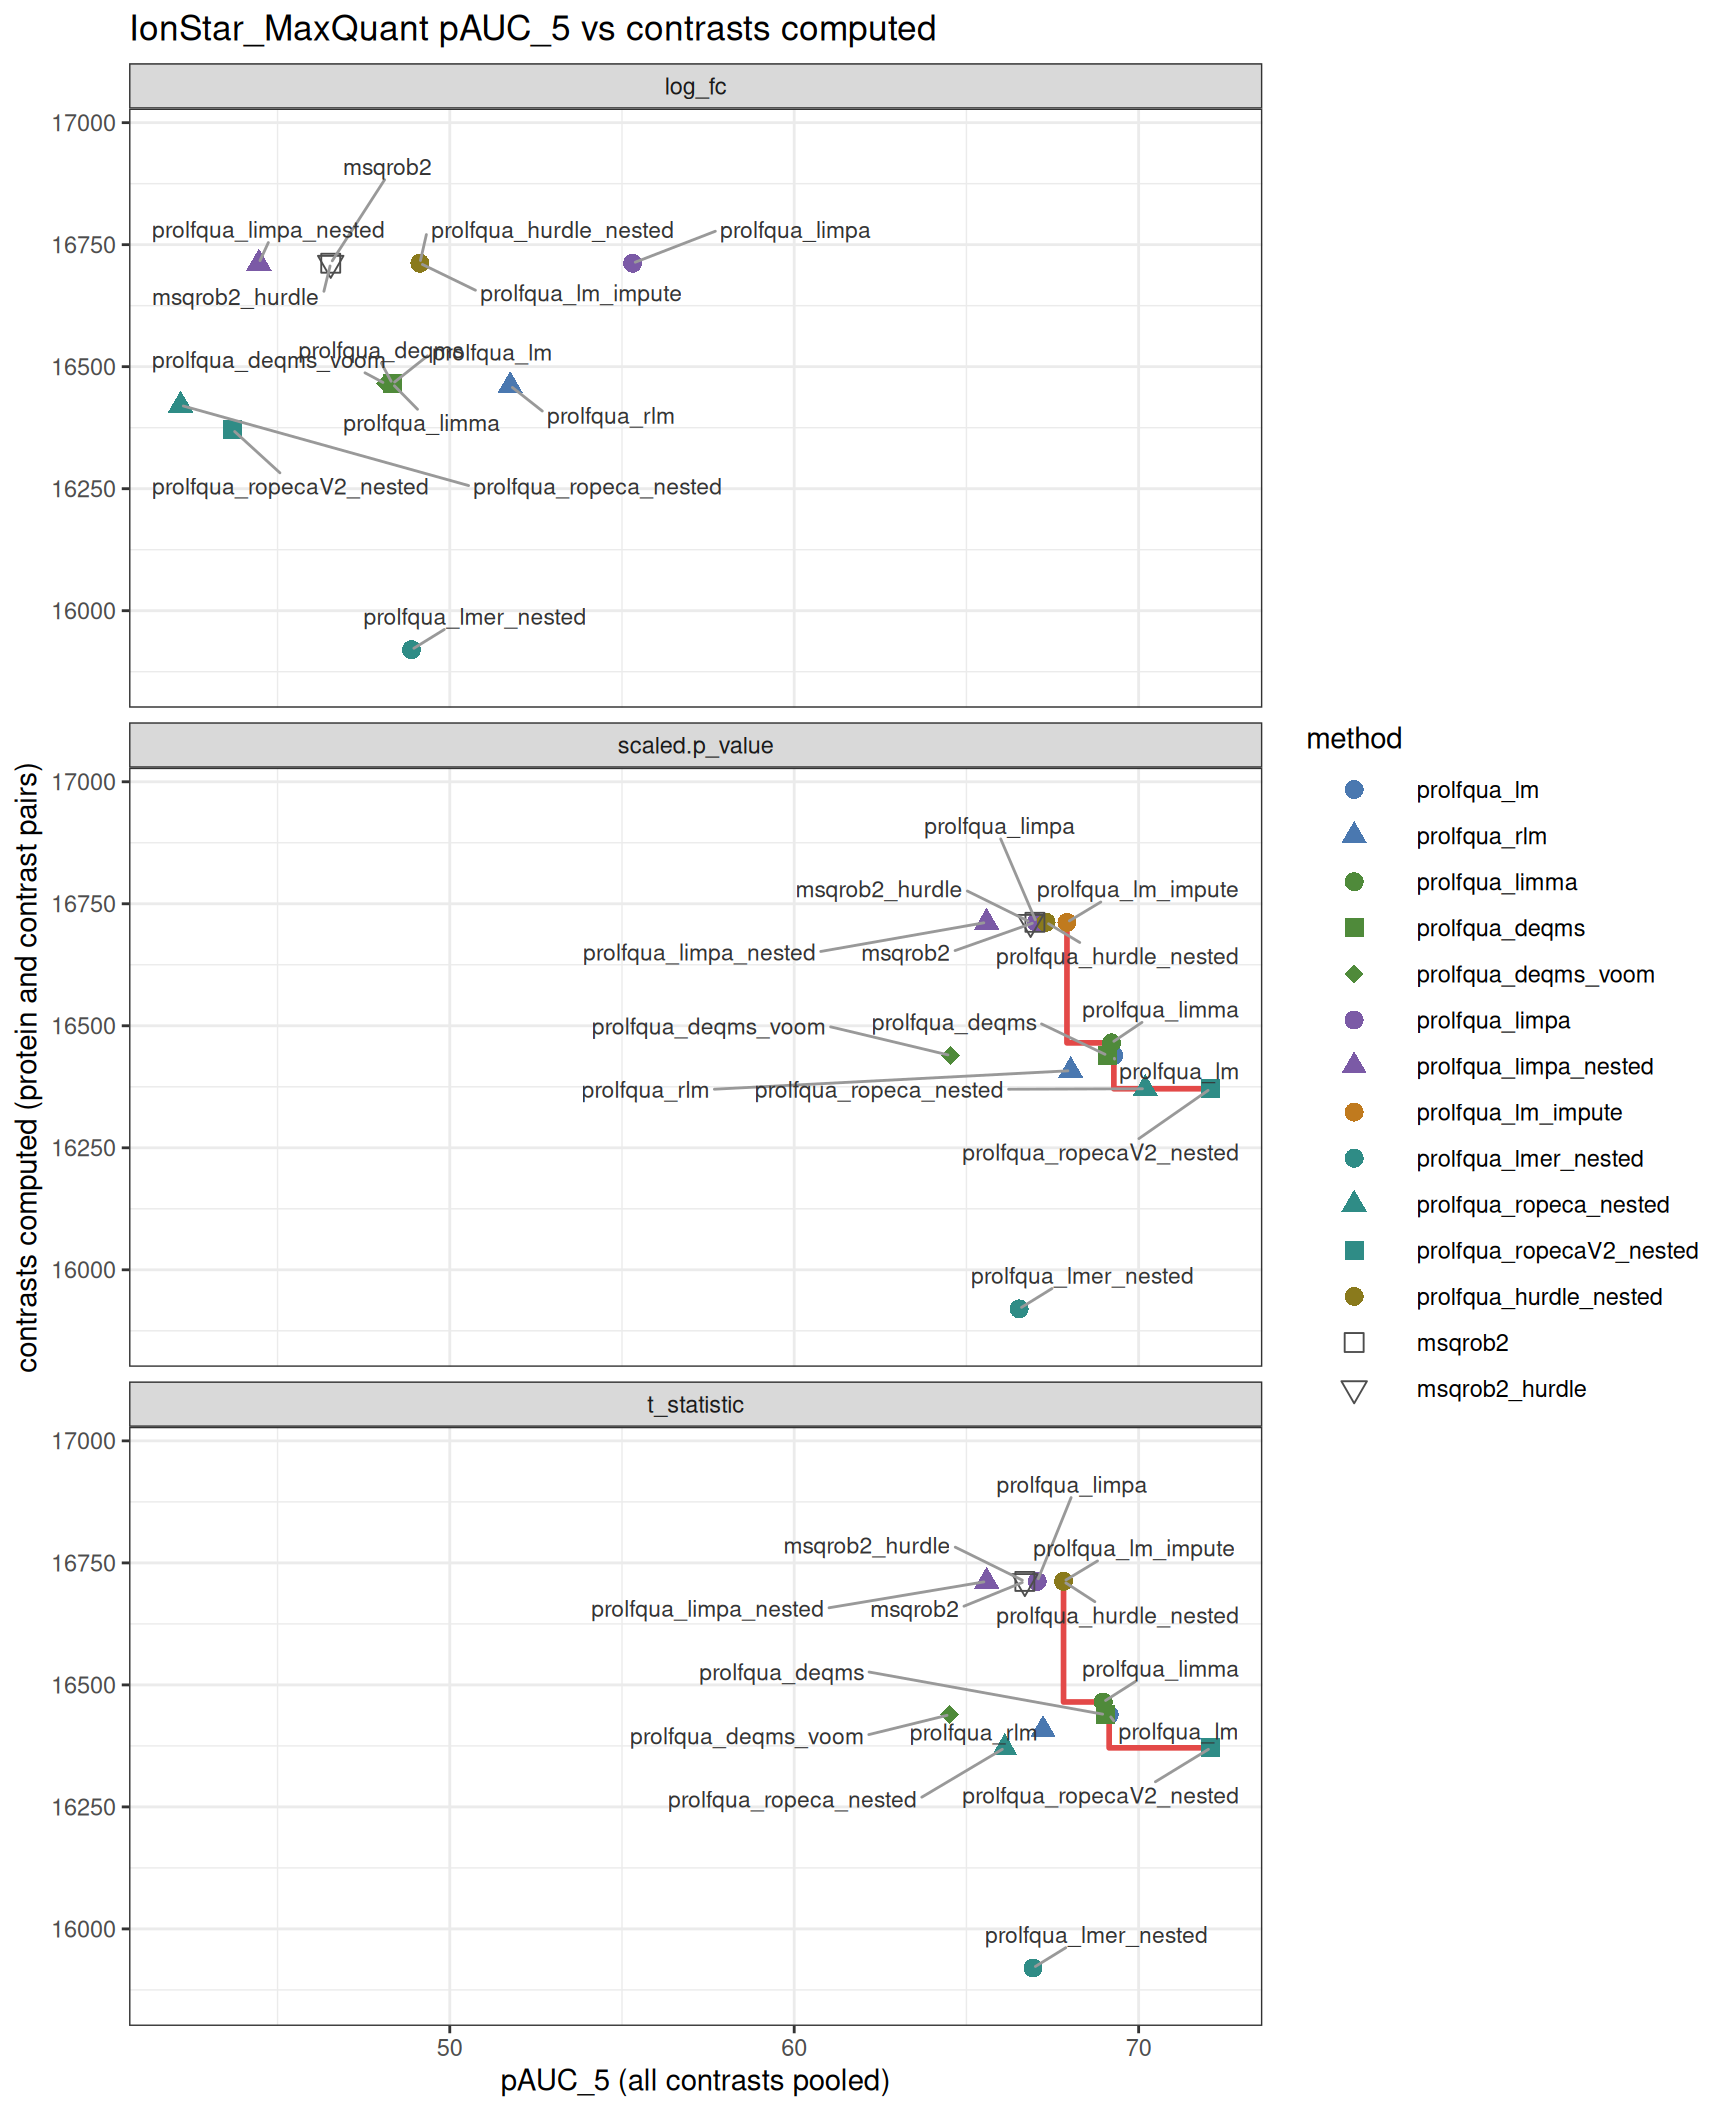 IonStar_MaxQuant pAUC_5 vs contrasts computed
log_fc
17000
msqrob2
prolfqua_limpa_nested
prolfqua_hurdle_nested
prolfqua_limpa
16750
msqrob2_hurdle
prolfqua_lm_impute
prolfqua_deqms
prolfqua_lm
prolfqua_deqms_voom
16500
prolfqua_rlm
prolfqua_limma
prolfqua_ropecaV2_nested
prolfqua_ropeca_nested
16250
16000
prolfqua_lmer_nested
scaled.p_value
17000
prolfqua_limpa
msqrob2_hurdle
prolfqua_lm_impute
16750
prolfqua_limpa_nested
msqrob2
prolfqua_hurdle_nested
prolfqua_limma
prolfqua_deqms_voom
prolfqua_deqms
16500
prolfqua_lm
prolfqua_rlm
prolfqua_ropeca_nested
prolfqua_ropecaV2_nested
16250
16000
prolfqua_lmer_nested
t_statistic
17000
prolfqua_limpa
msqrob2_hurdle
prolfqua_lm_impute
16750
prolfqua_limpa_nested
msqrob2
prolfqua_hurdle_nested
prolfqua_deqms
prolfqua_limma
16500
prolfqua_deqms_voom
prolfqua_rlm
prolfqua_lm
prolfqua_ropeca_nested
prolfqua_ropecaV2_nested
16250
16000
prolfqua_lmer_nested
50
60
70
pAUC_5 (all contrasts pooled)
contrasts computed (protein and contrast pairs)
method
prolfqua_lm
prolfqua_rlm
prolfqua_limma
prolfqua_deqms
prolfqua_deqms_voom
prolfqua_limpa
prolfqua_limpa_nested
prolfqua_lm_impute
prolfqua_lmer_nested
prolfqua_ropeca_nested
prolfqua_ropecaV2_nested
prolfqua_hurdle_nested
msqrob2
msqrob2_hurdle